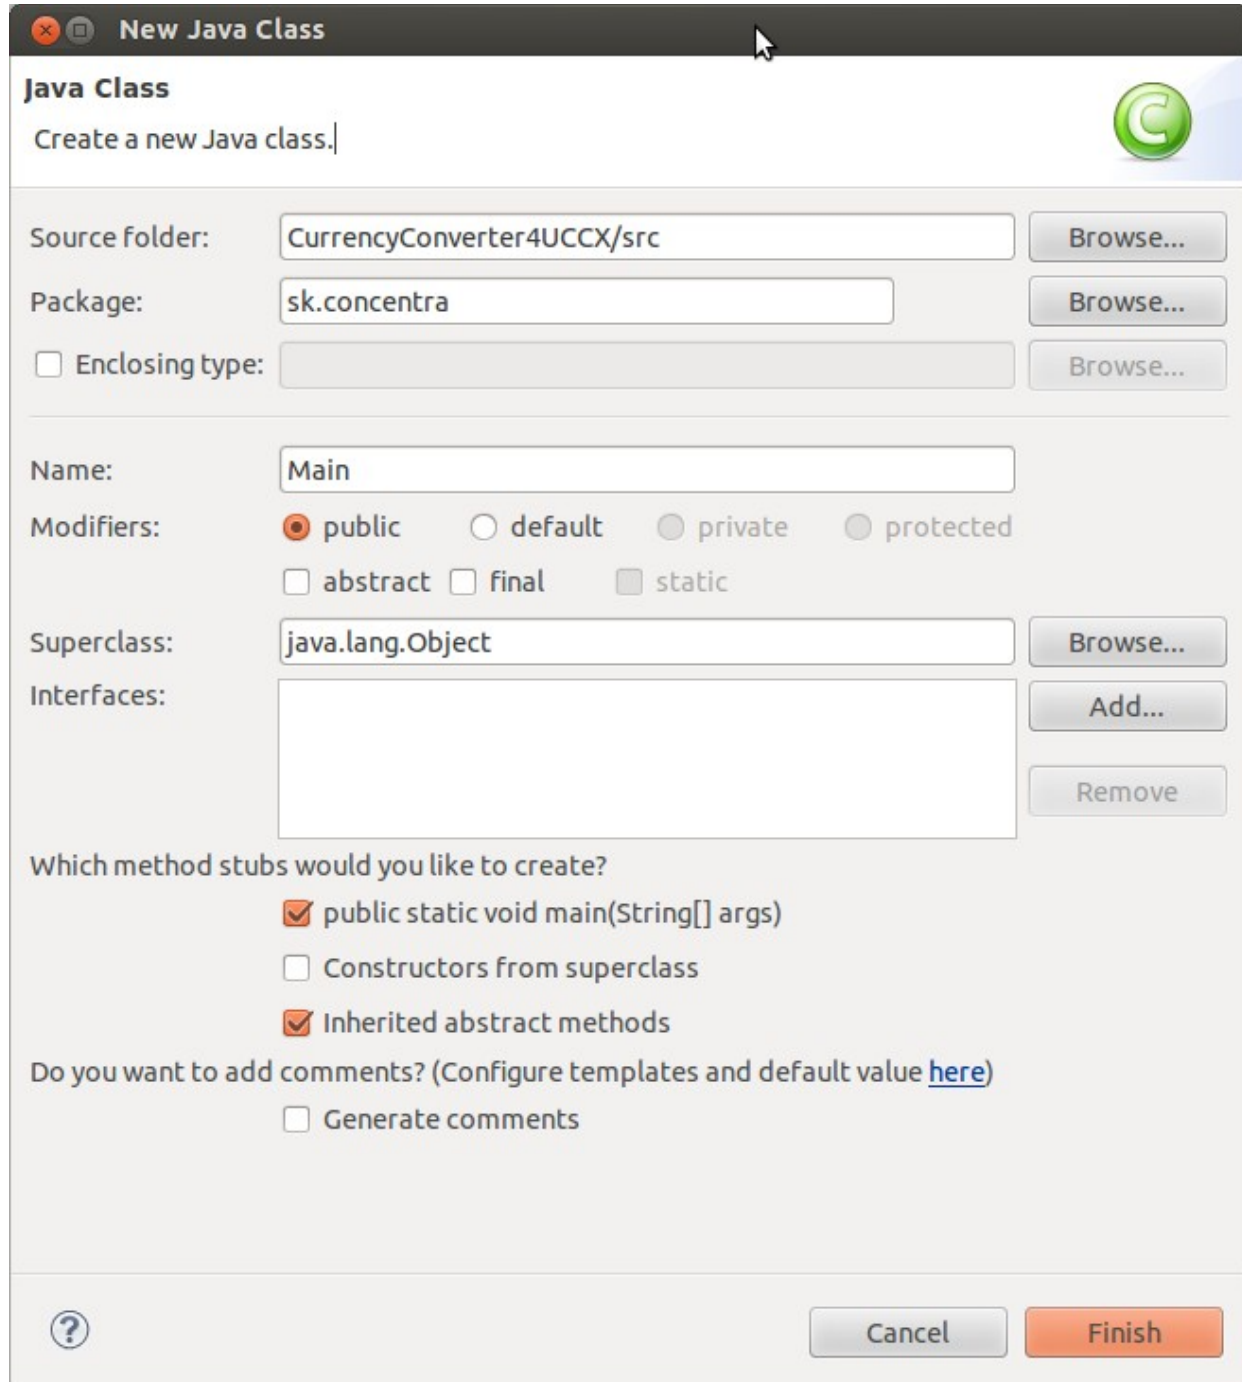 New Java Class
Java Class
Create a new Java class.
Source folder: CurrencyConverter4UCCX/src Browse...
Package: sk.concentra Browse...
Enclosing type: Browse...
Name: Main
Modifiers: public default private protected
abstract final static
Superclass: java.lang.Object Browse...
Interfaces: Add...
Remove
Which method stubs would you like to create?
public static void main(String[] args)
Constructors from superclass
Inherited abstract methods
Do you want to add comments? (Configure templates and default value here)
Generate comments
? Cancel Finish